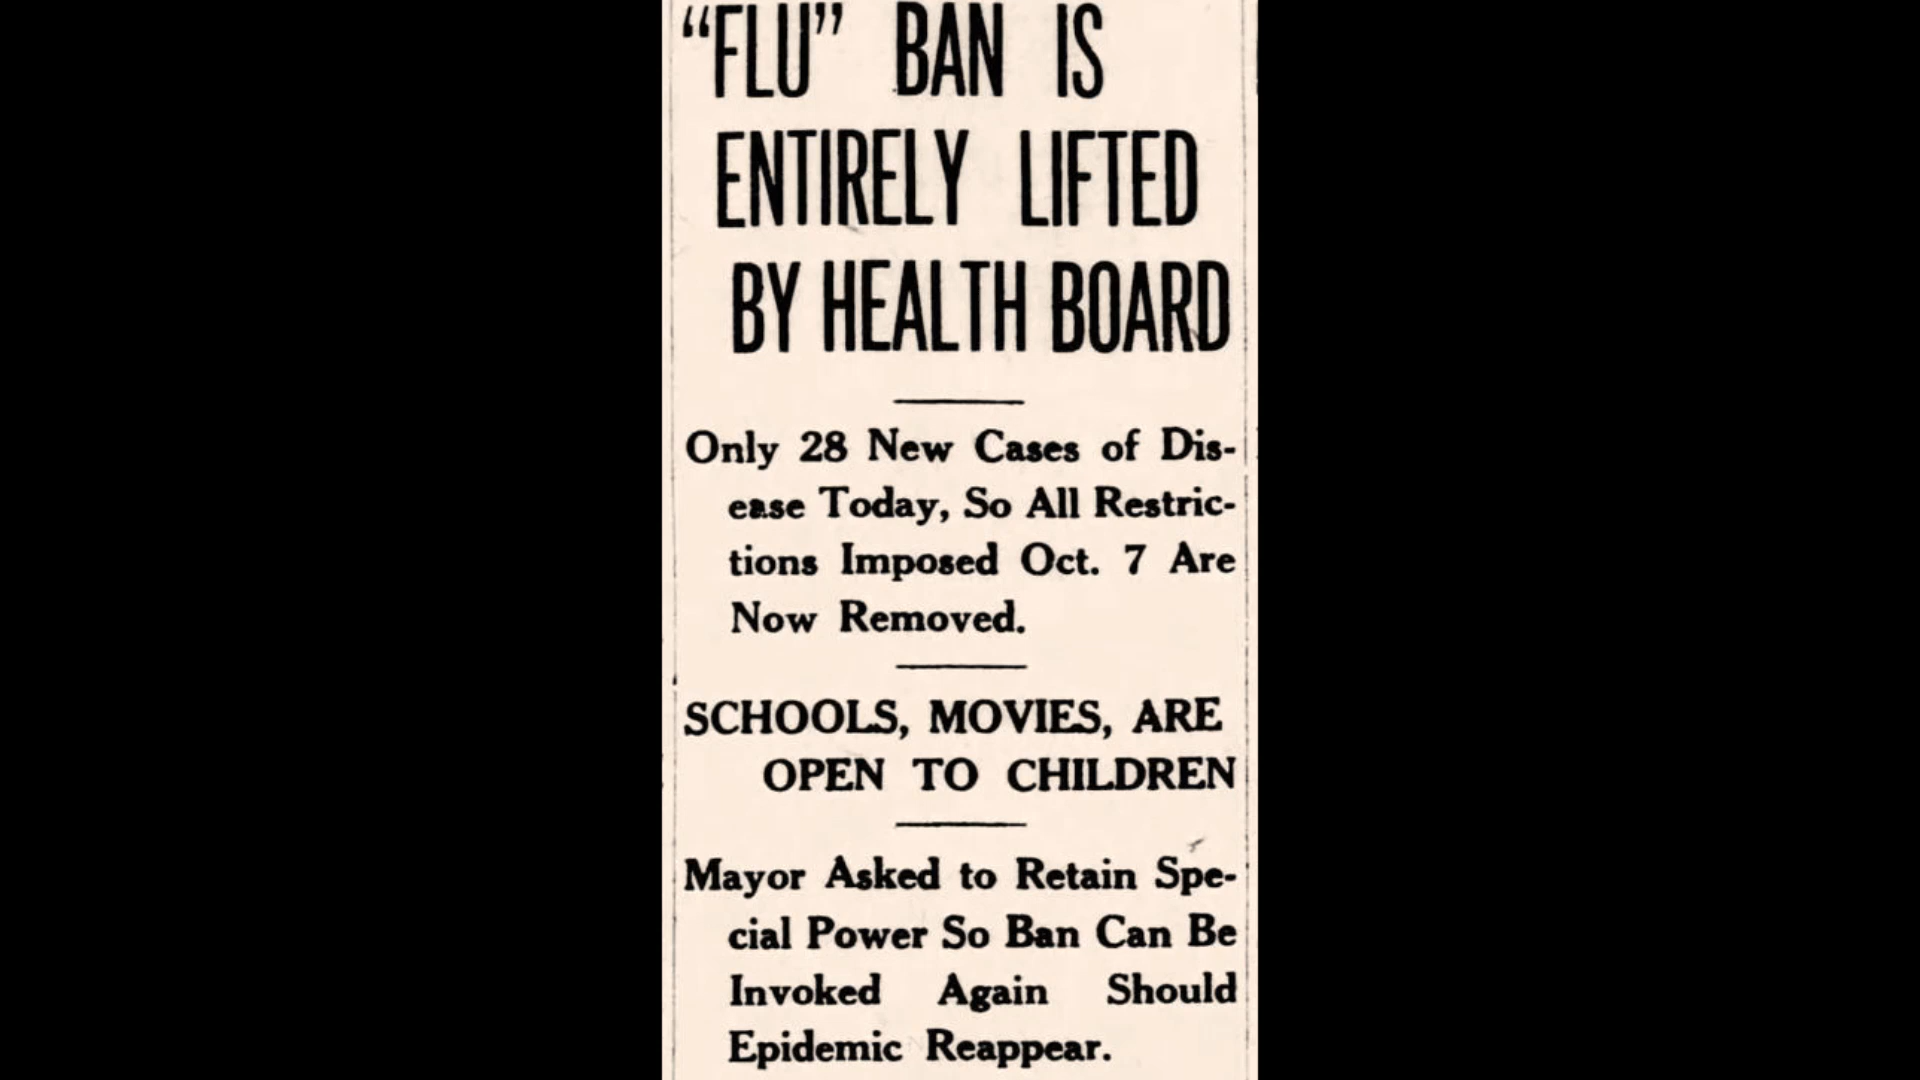 “FLU” BAN IS
ENTIRELY LIFTED
BY HEALTH BOARD
Only 28 New Cases of Dis-
ease Today, So All Restric-
tions Imposed Oct. 7 Are
Now Removed.
SCHOOLS, MOVIES, ARE
OPEN TO CHILDREN
Mayor Asked to Retain Spe-
cial Power So Ban Can Be
Invoked Again Should
Epidemic Reappear.